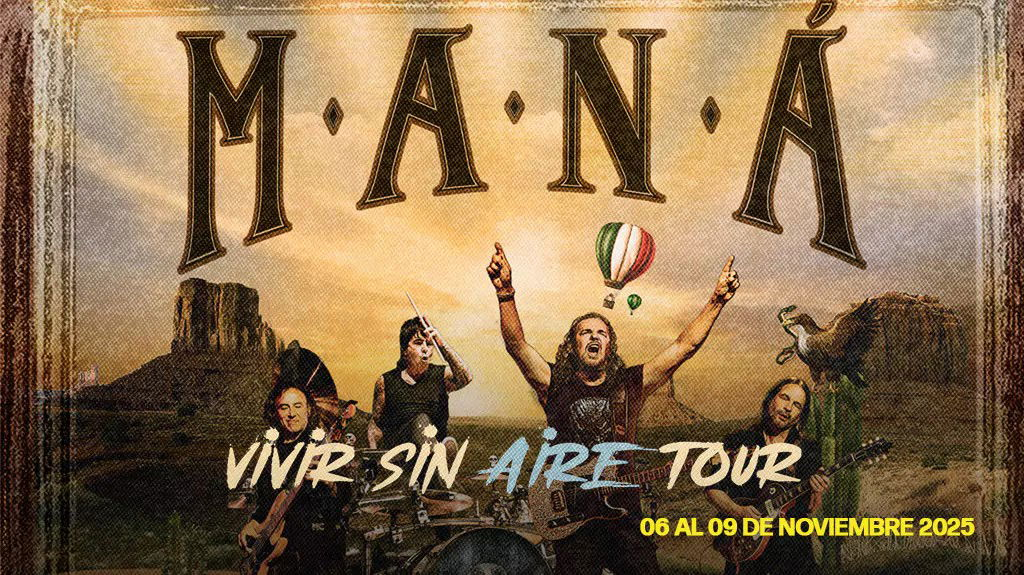 M·A·N·Á
VIVIR SIN AIRE TOUR
06 AL 09 DE NOVIEMBRE 2025